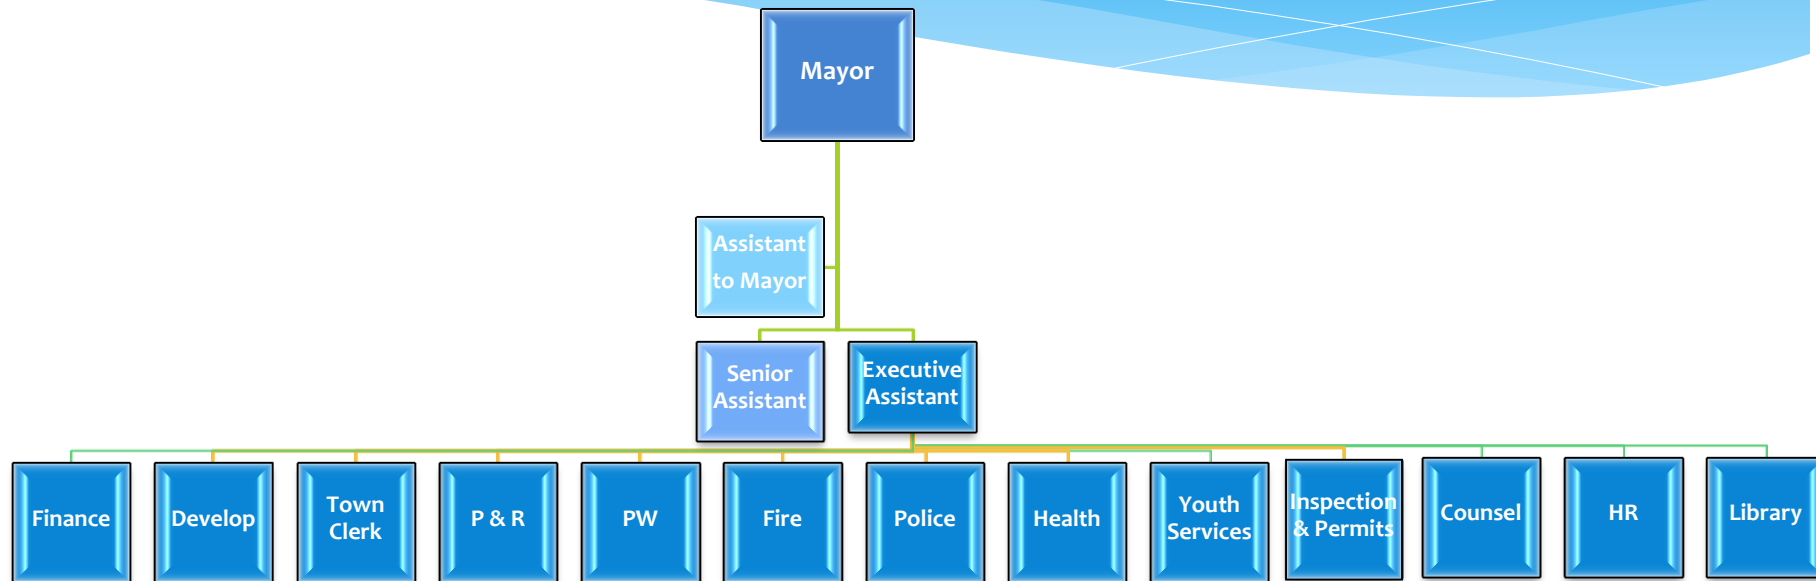 Mayor
Assistant
to Mayor
Senior
Assistant
Executive
Assistant
Finance
Develop
Town
Clerk
P & R
PW
Fire
Police
Health
Youth
Services
Inspection
& Permits
Counsel
HR
Library